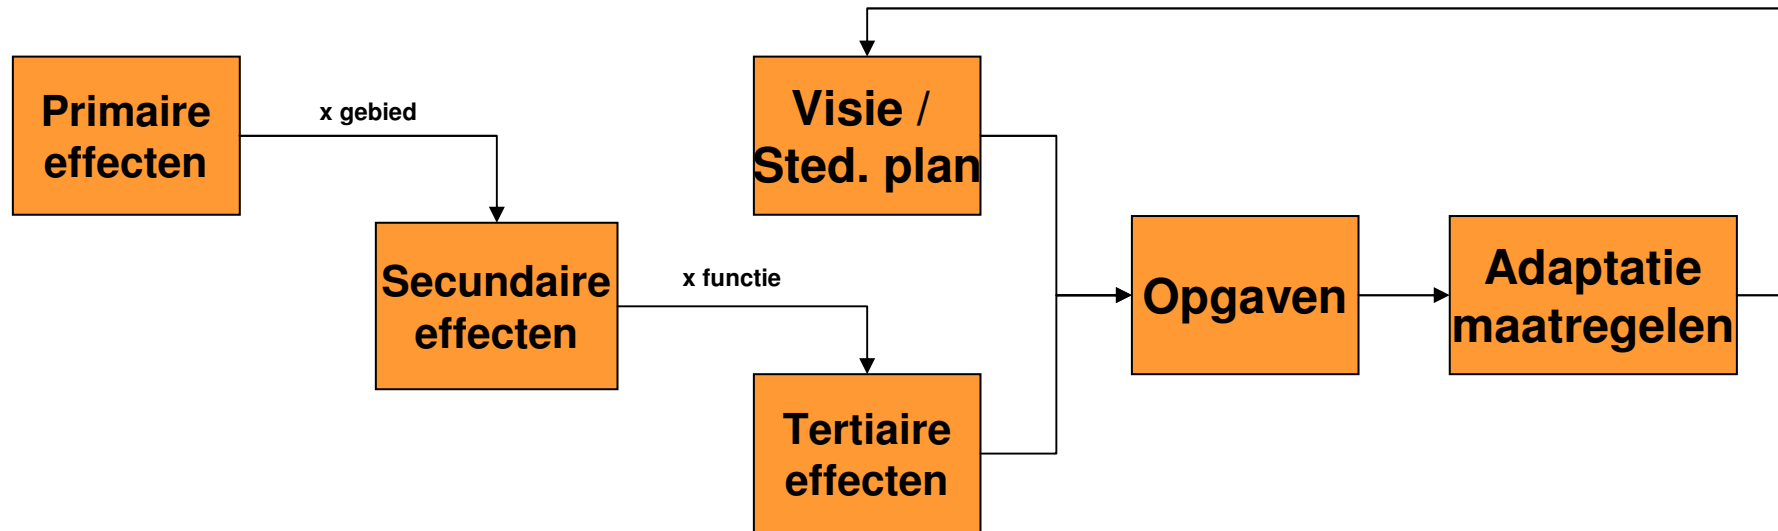 Primaire
effecten
x gebied
Secundaire
effecten
x functie
Tertiaire
effecten
Visie /
Sted. plan
Opgaven
Adaptatie
maatregelen